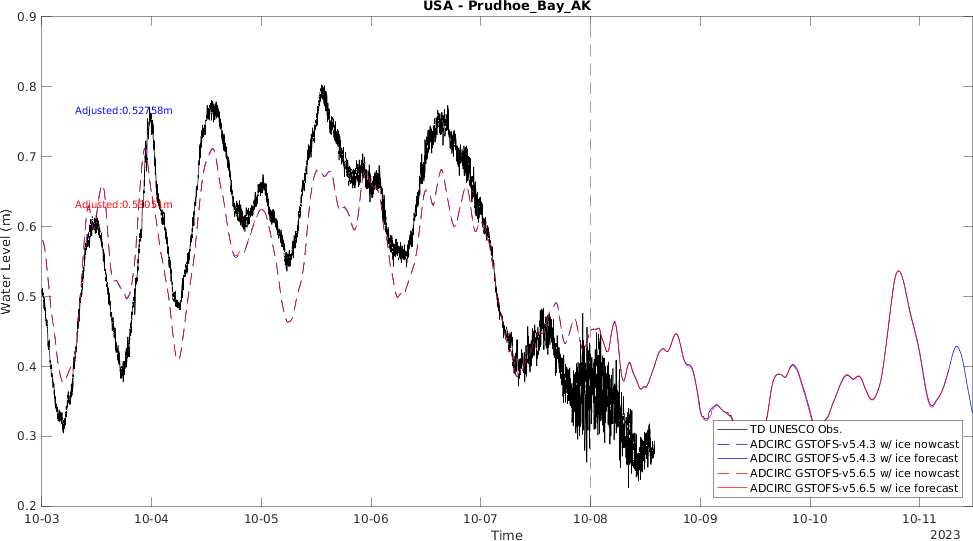 USA - Prudhoe_Bay_AK
0.9
0.8
Adjusted:0.52758m
0.7
Adjusted:0.53051m
0.6
Water Level (m)
0.5
0.4
0.3
TD UNESCO Obs.
ADCIRC GSTOFS-v5.4.3 w/ ice nowcast
ADCIRC GSTOFS-v5.4.3 w/ ice forecast
ADCIRC GSTOFS-v5.6.5 w/ ice nowcast
ADCIRC GSTOFS-v5.6.5 w/ ice forecast
0.2
10-03 10-04 10-05 10-06 10-07 10-08 10-09 10-10 10-11
Time 2023